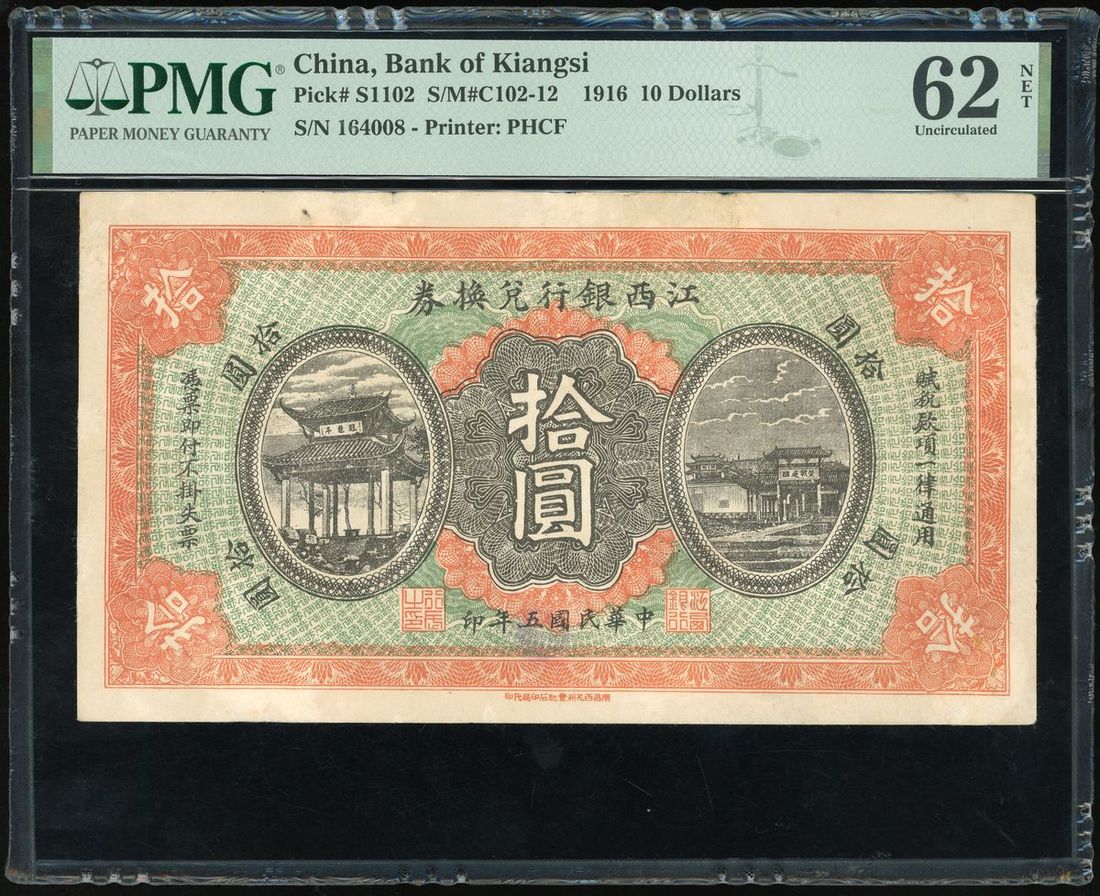 PMG®
PAPER MONEY GUARANTY
China, Bank of Kiangsi
Pick# S1102 S/M#C102-12 1916 10 Dollars
S/N 164008 - Printer: PHCF
62
NET
Uncirculated
江西銀行兌換券
拾
拾
拾圓
拾圓
賦稅款項一律通用
拾圓
憑票即付不掛失票
拾圓
拾圓
拾
拾
中華民國五年印